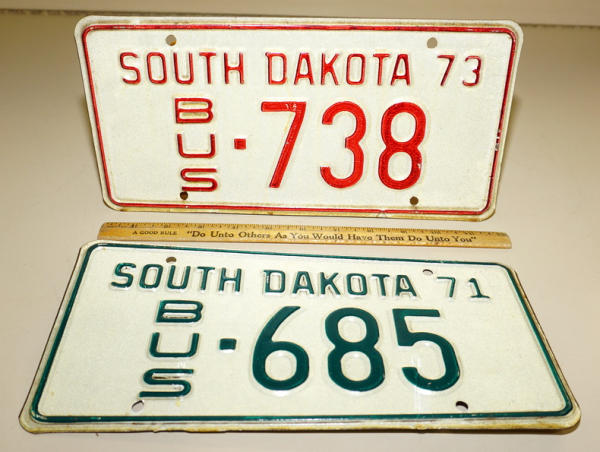 SOUTH DAKOTA 73
BUS ·738
A GOOD RULE "Do Unto Others As You Would Have Them Do Unto You"
SOUTH DAKOTA 71
BUS ·685